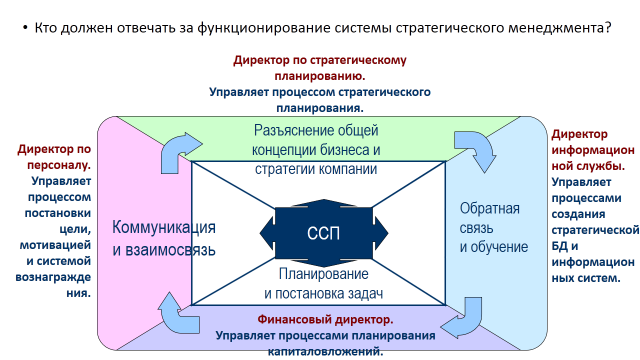 • Кто должен отвечать за функционирование системы стратегического менеджмента?
Директор по стратегическому
планированию.
Управляет процессом стратегического
планирования.
Разъяснение общей
концепции бизнеса и
стратегии компании
Директор по
персоналу.
Управляет
процессом
постановки
цели,
мотивацией
и системой
вознагражде
ния.
Коммуникация
и взаимосвязь
ССП
Обратная
связь
и обучение
Директор
информацион
ной службы.
Управляет
процессами
создания
стратегической
БД и
информацион
ных систем.
Планирование
и постановка задач
Финансовый директор.
Управляет процессами планирования
капиталовложений.